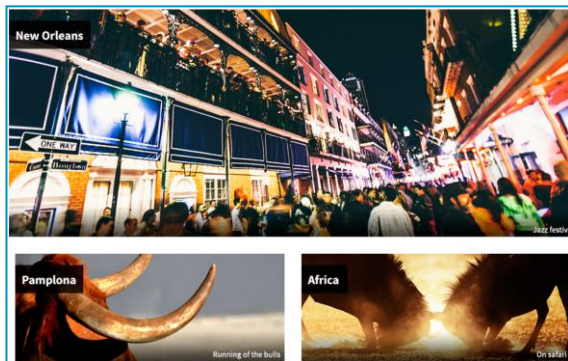 New Orleans
ONE WAY
Bourbon
Jazz festiv
Pamplona
Africa
Running of the bulls
On safari